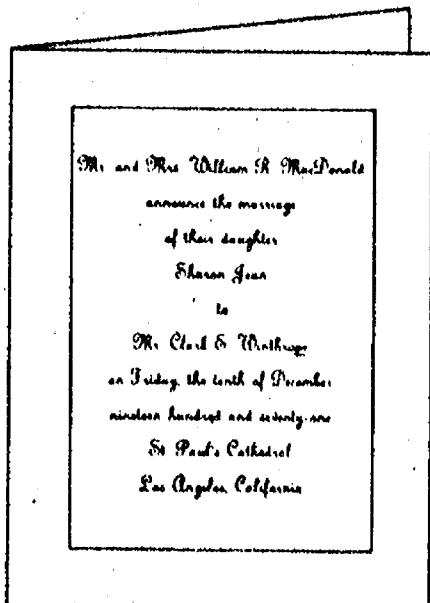 Mr and Mrs William R MacDonald
announce the marriage
of their daughter
Sharon Jean
to
Mr Clark E Winthrope
on Friday, the tenth of December
nineteen hundred and seventy-one
St Paul's Cathedral
Los Angeles, California